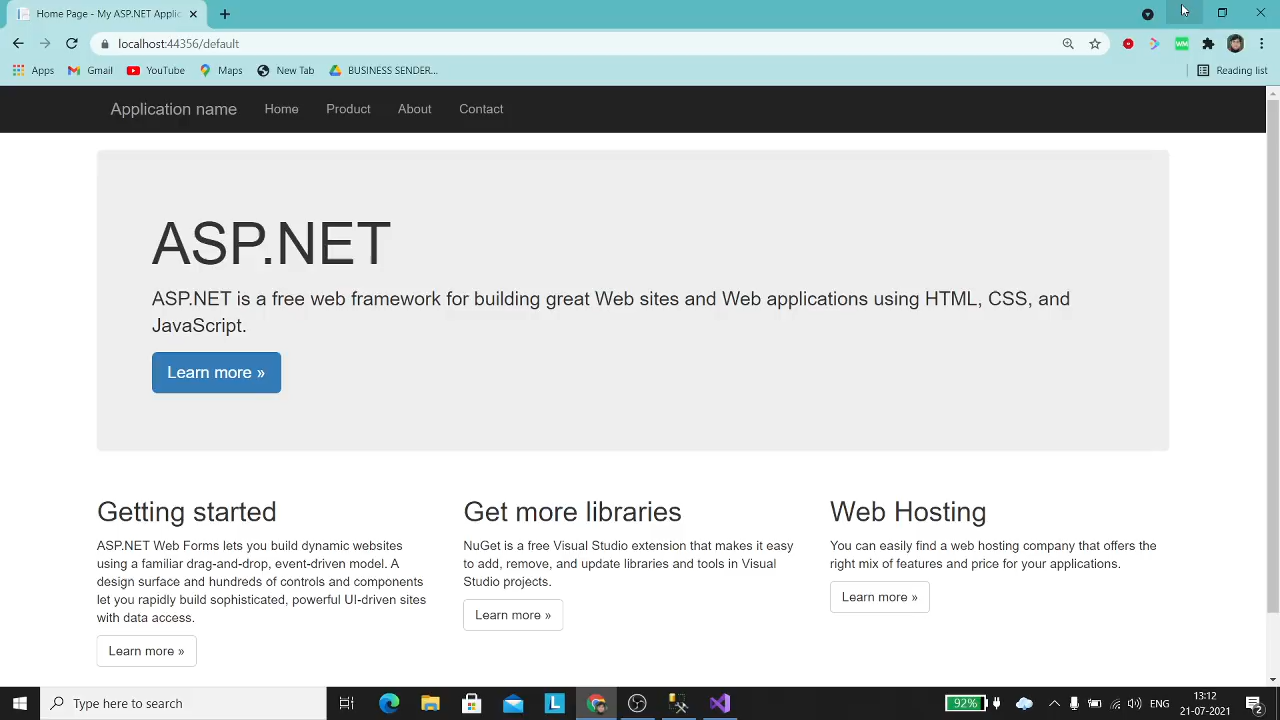 Home Page - My ASP.NET Applic
localhost:44356/default
Apps Gmail YouTube Maps New Tab BUSINESS SENDER... Reading list
Application name Home Product About Contact
ASP.NET
ASP.NET is a free web framework for building great Web sites and Web applications using HTML, CSS, and
JavaScript.
Learn more »
Getting started
ASP.NET Web Forms lets you build dynamic websites
using a familiar drag-and-drop, event-driven model. A
design surface and hundreds of controls and components
let you rapidly build sophisticated, powerful UI-driven sites
with data access.
Learn more »
Get more libraries
NuGet is a free Visual Studio extension that makes it easy
to add, remove, and update libraries and tools in Visual
Studio projects.
Learn more »
Web Hosting
You can easily find a web hosting company that offers the
right mix of features and price for your applications.
Learn more »
Type here to search
L
92%
ENG
13:12
21-07-2021
2